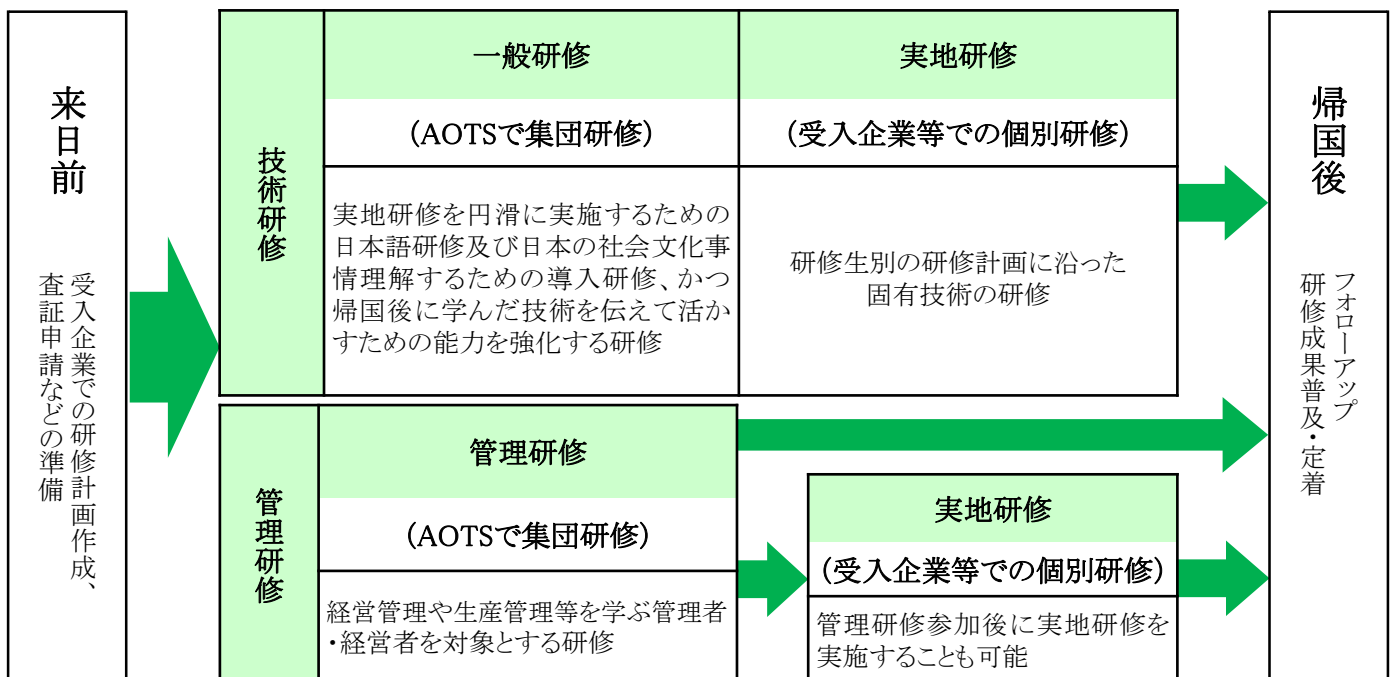 来日前
受入企業での研修計画作成、
査証申請などの準備
技術研修
一般研修
(AOTSで集団研修)
実地研修を円滑に実施するための
日本語研修及び日本の社会文化事
情理解するための導入研修、かつ
帰国後に学んだ技術を伝えて活か
すための能力を強化する研修
実地研修
(受入企業等での個別研修)
研修生別の研修計画に沿った
固有技術の研修
管理研修
管理研修
(AOTSで集団研修)
経営管理や生産管理等を学ぶ管理者
・経営者を対象とする研修
実地研修
(受入企業等での個別研修)
管理研修参加後に実地研修を
実施することも可能
帰国後
フォローアップ
研修成果普及・定着